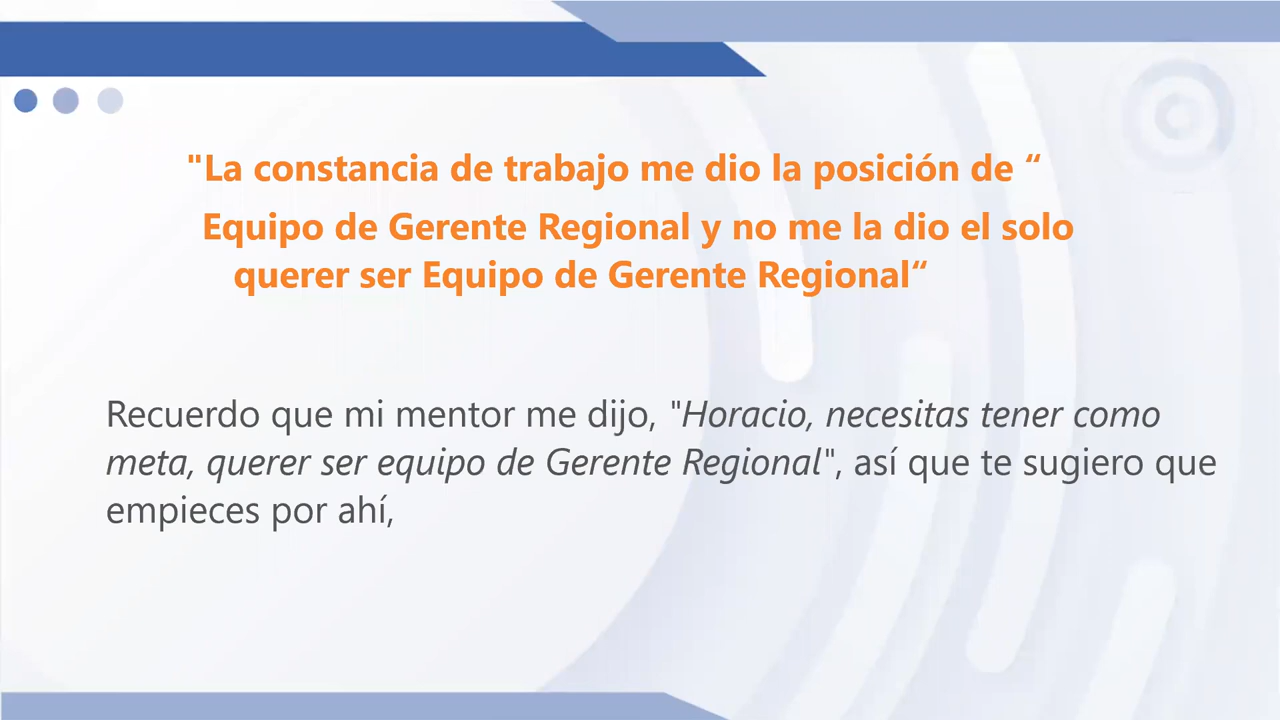 "La constancia de trabajo me dio la posición de “
Equipo de Gerente Regional y no me la dio el solo
querer ser Equipo de Gerente Regional“
Recuerdo que mi mentor me dijo, "Horacio, necesitas tener como
meta, querer ser equipo de Gerente Regional", así que te sugiero que
empieces por ahí,